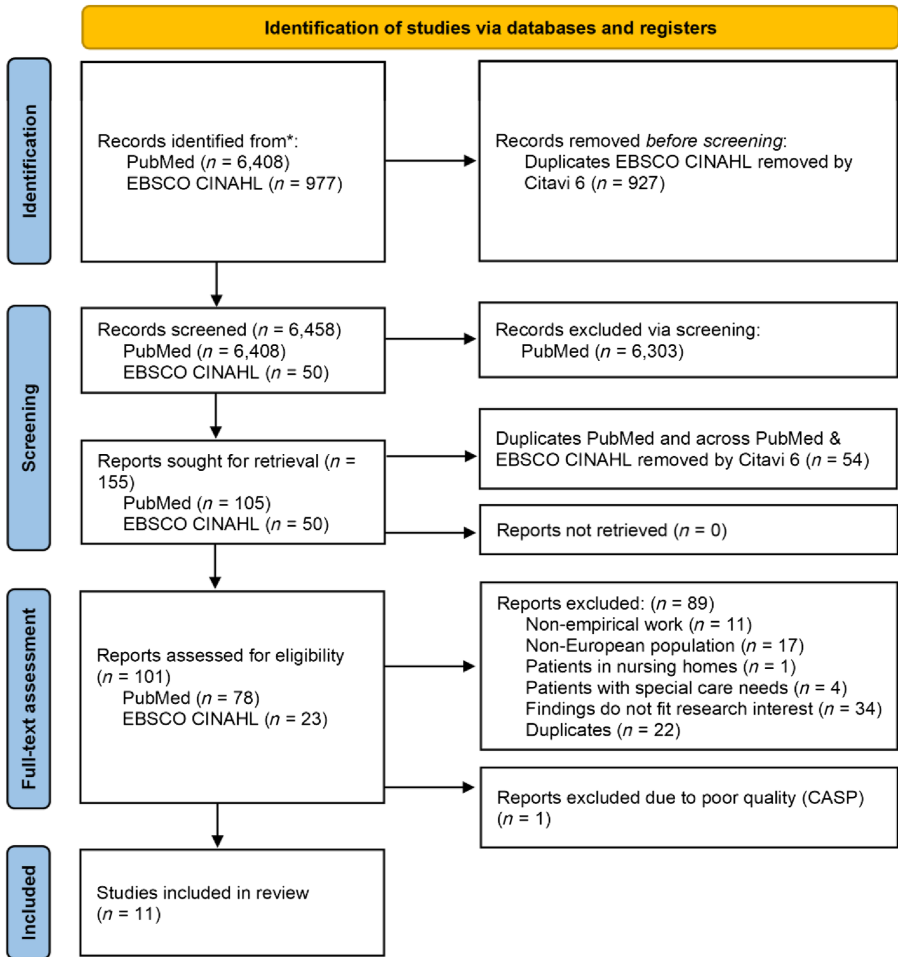 Identification of studies via databases and registers
Identification
Records identified from*:
PubMed (n = 6,408)
EBSCO CINAHL (n = 977)
Records removed before screening:
Duplicates EBSCO CINAHL removed by
Citavi 6 (n = 927)
Screening
Records screened (n = 6,458)
PubMed (n = 6,408)
EBSCO CINAHL (n = 50)
Records excluded via screening:
PubMed (n = 6,303)
Reports sought for retrieval (n =
155)
PubMed (n = 105)
EBSCO CINAHL (n = 50)
Duplicates PubMed and across PubMed &
EBSCO CINAHL removed by Citavi 6 (n = 54)
Reports not retrieved (n = 0)
Full-text assessment
Reports assessed for eligibility
(n = 101)
PubMed (n = 78)
EBSCO CINAHL (n = 23)
Reports excluded: (n = 89)
Non-empirical work (n = 11)
Non-European population (n = 17)
Patients in nursing homes (n = 1)
Patients with special care needs (n = 4)
Findings do not fit research interest (n = 34)
Duplicates (n = 22)
Reports excluded due to poor quality (CASP)
(n = 1)
Included
Studies included in review
(n = 11)